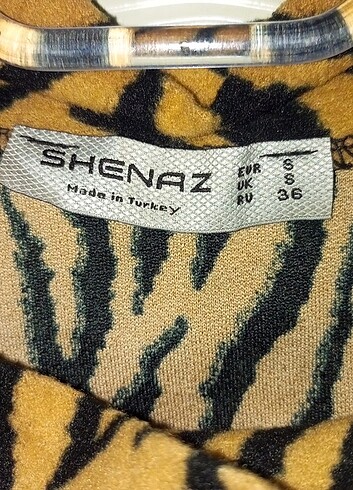 SHENAZ
Made in Turkey
EUR S
UK S
RU 36